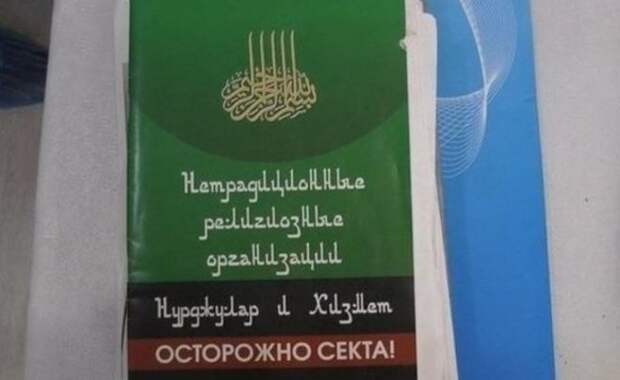 بسم الله الرحمن الرحيم
Нетрадиционные
религиозные
организации
Нурджулар и Хизмет
ОСТОРОЖНО СЕКТА!